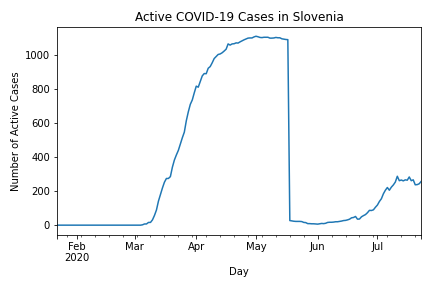 Active COVID-19 Cases in Slovenia
Number of Active Cases
1000
800
600
400
200
0
Feb
2020
Mar
Apr
May
Jun
Jul
Day